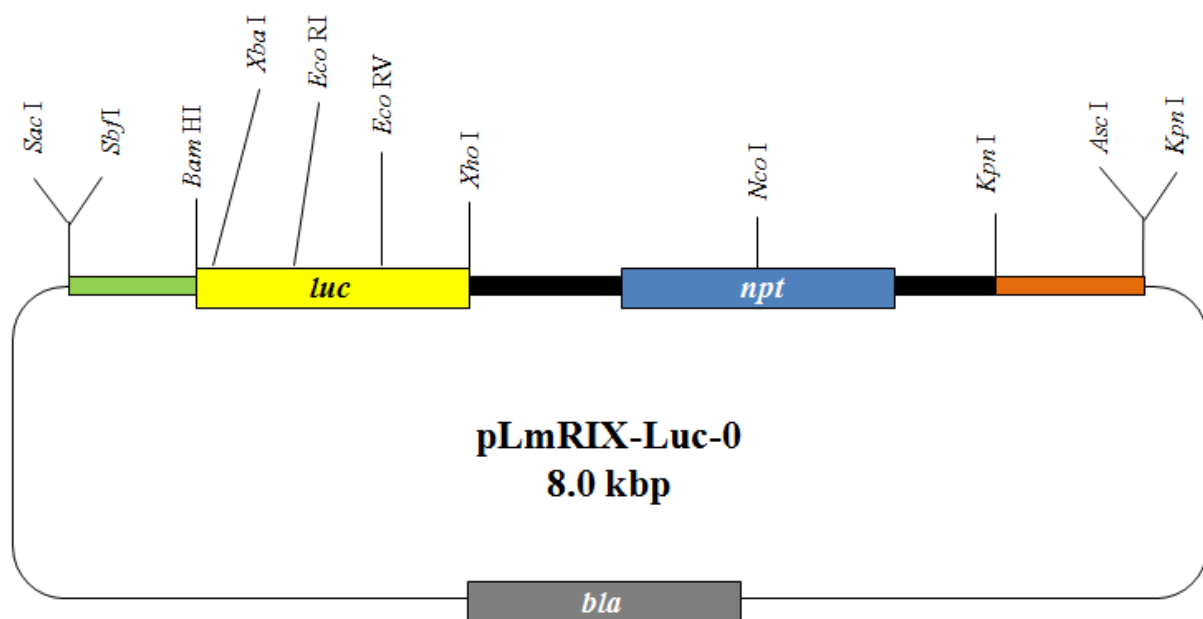 Sac I
Sbf I
Bam HI
Xba I
Eco RI
Eco RV
Xho I
Nco I
Kpn I
Asc I
Kpn I
luc
npt
pLmRIX-Luc-0
8.0 kbp
bla